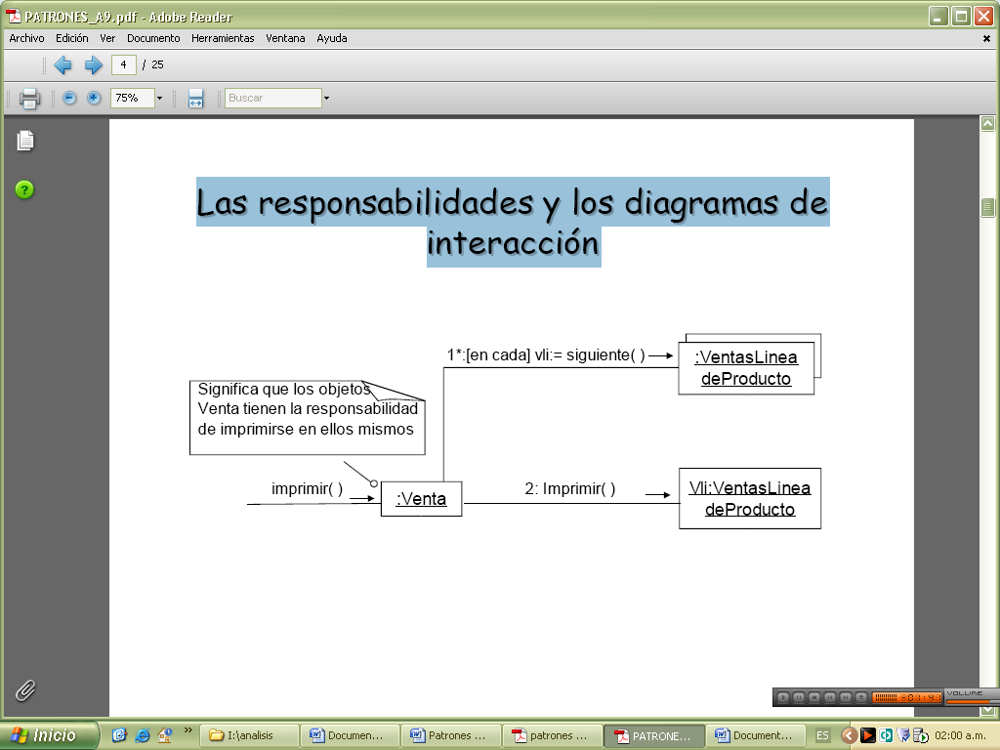 PATRONES_A9.pdf - Adobe Reader
Archivo Edición Ver Documento Herramientas Ventana Ayuda
4 / 25
75% Buscar
Las responsabilidades y los diagramas de
interacción
1*:[en cada] vli:= siguiente( )
:VentasLinea
deProducto
Significa que los objetos
Venta tienen la responsabilidad
de imprimirse en ellos mismos
imprimir( )
:Venta
2: Imprimir( )
Vli:VentasLinea
deProducto
VOLUME
Inicio
I:\analisis
Documen...
Patrones ...
patrones ...
PATRONE...
Document...
ES
02:00 a.m.